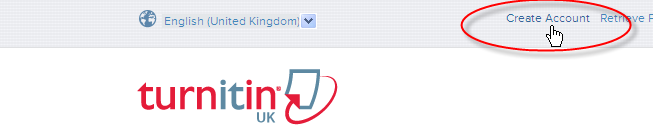 English (United Kingdom) Create Account Retrieve P
turnitin®
UK